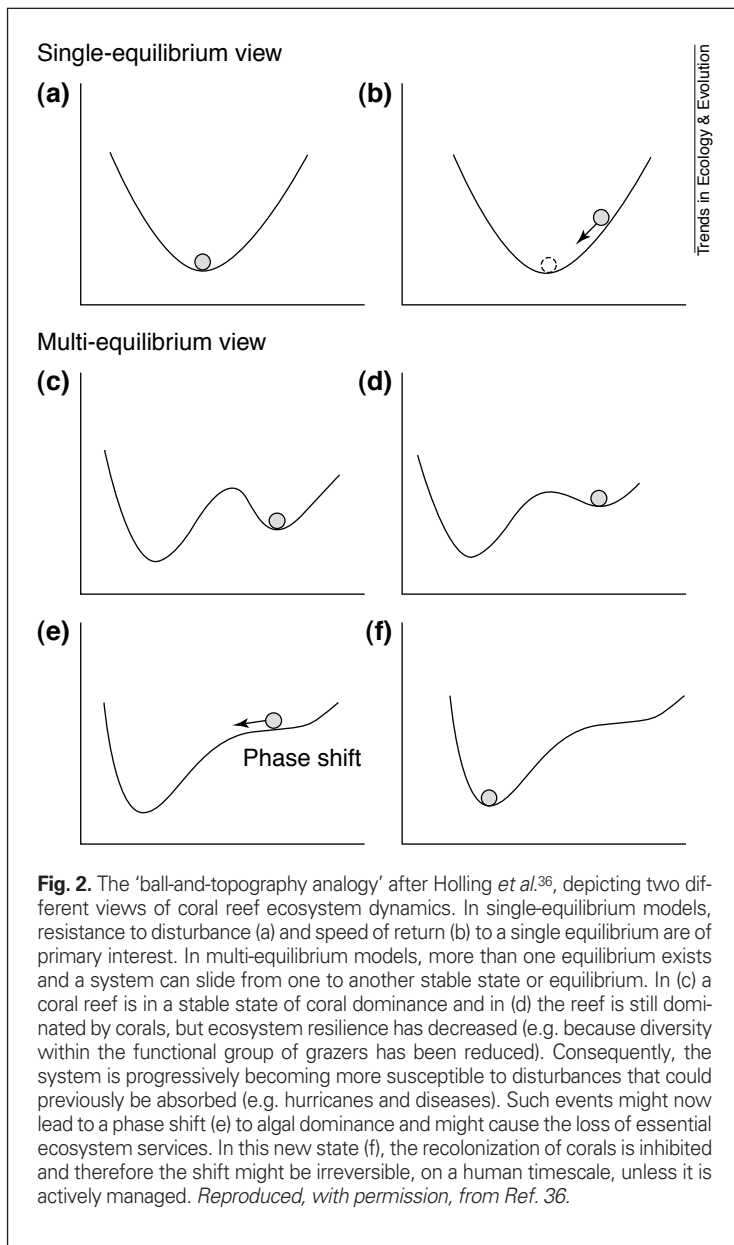 Single-equilibrium view
(a)
(b)
Trends in Ecology & Evolution
Multi-equilibrium view
(c)
(d)
(e)
(f)
Phase shift
Fig. 2. The ‘ball-and-topography analogy’ after Holling et al.36, depicting two dif-
ferent views of coral reef ecosystem dynamics. In single-equilibrium models,
resistance to disturbance (a) and speed of return (b) to a single equilibrium are of
primary interest. In multi-equilibrium models, more than one equilibrium exists
and a system can slide from one to another stable state or equilibrium. In (c) a
coral reef is in a stable state of coral dominance and in (d) the reef is still domi-
nated by corals, but ecosystem resilience has decreased (e.g. because diversity
within the functional group of grazers has been reduced). Consequently, the
system is progressively becoming more susceptible to disturbances that could
previously be absorbed (e.g. hurricanes and diseases). Such events might now
lead to a phase shift (e) to algal dominance and might cause the loss of essential
ecosystem services. In this new state (f), the recolonization of corals is inhibited
and therefore the shift might be irreversible, on a human timescale, unless it is
actively managed. Reproduced, with permission, from Ref. 36.